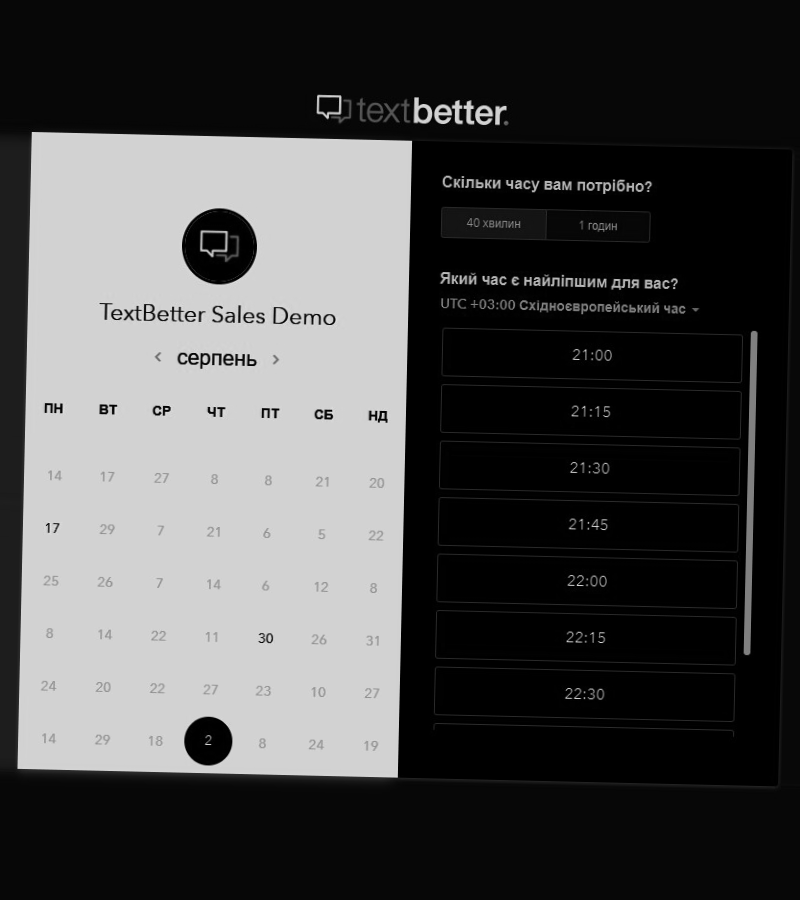 textbetter.
TextBetter Sales Demo
серпень
ПН ВТ СР ЧТ ПТ СБ НД
14 17 27 8 8 21 20
17 29 7 21 6 5 22
25 26 7 14 6 12 8
8 14 22 11 30 26 31
24 20 22 27 23 10 27
14 29 18 2 8 24 19
Скільки часу вам потрібно?
40 хвилин 1 годин
Який час є найліпшим для вас?
UTC +03:00 Східноєвропейський час
21:00
21:15
21:30
21:45
22:00
22:15
22:30